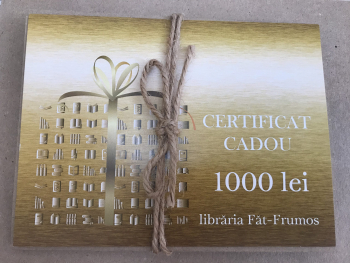 CERTIFICAT
CADOU
1000 lei
librăria Făt-Frumos